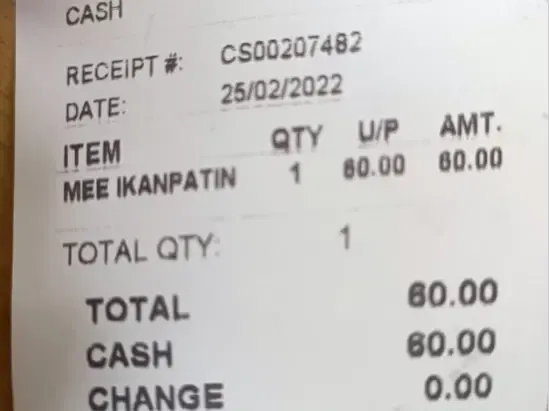 CASH
RECEIPT #: CS00207482
DATE: 25/02/2022
ITEM QTY U/P AMT.
MEE IKANPATIN 1 60.00 60.00
TOTAL QTY: 1
TOTAL 60.00
CASH 60.00
CHANGE 0.00